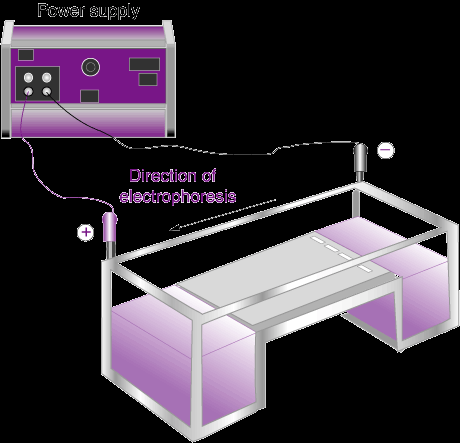 Power supply
−
Direction of
electrophoresis
+